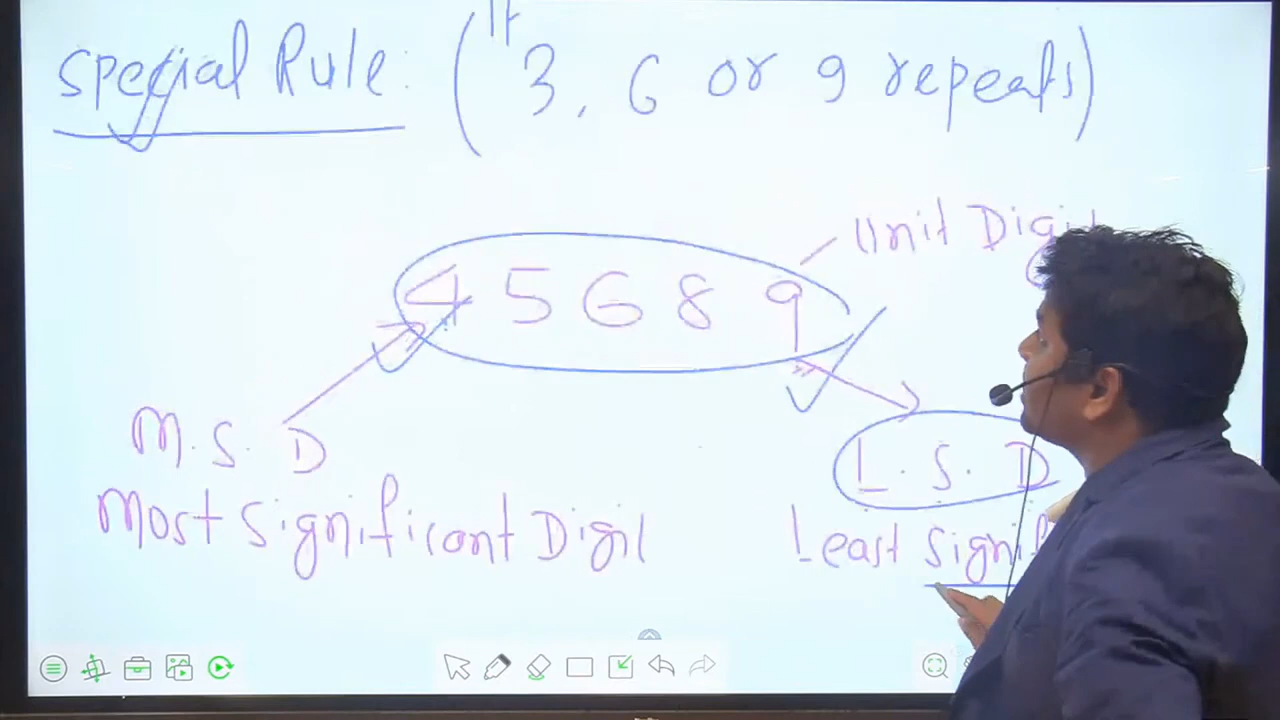 Special Rule: (If 3, 6 or 9 repeats)
Unit Digit
4 5 6 8 9
M.S.D
L.S.D
Most Significant Digit
Least